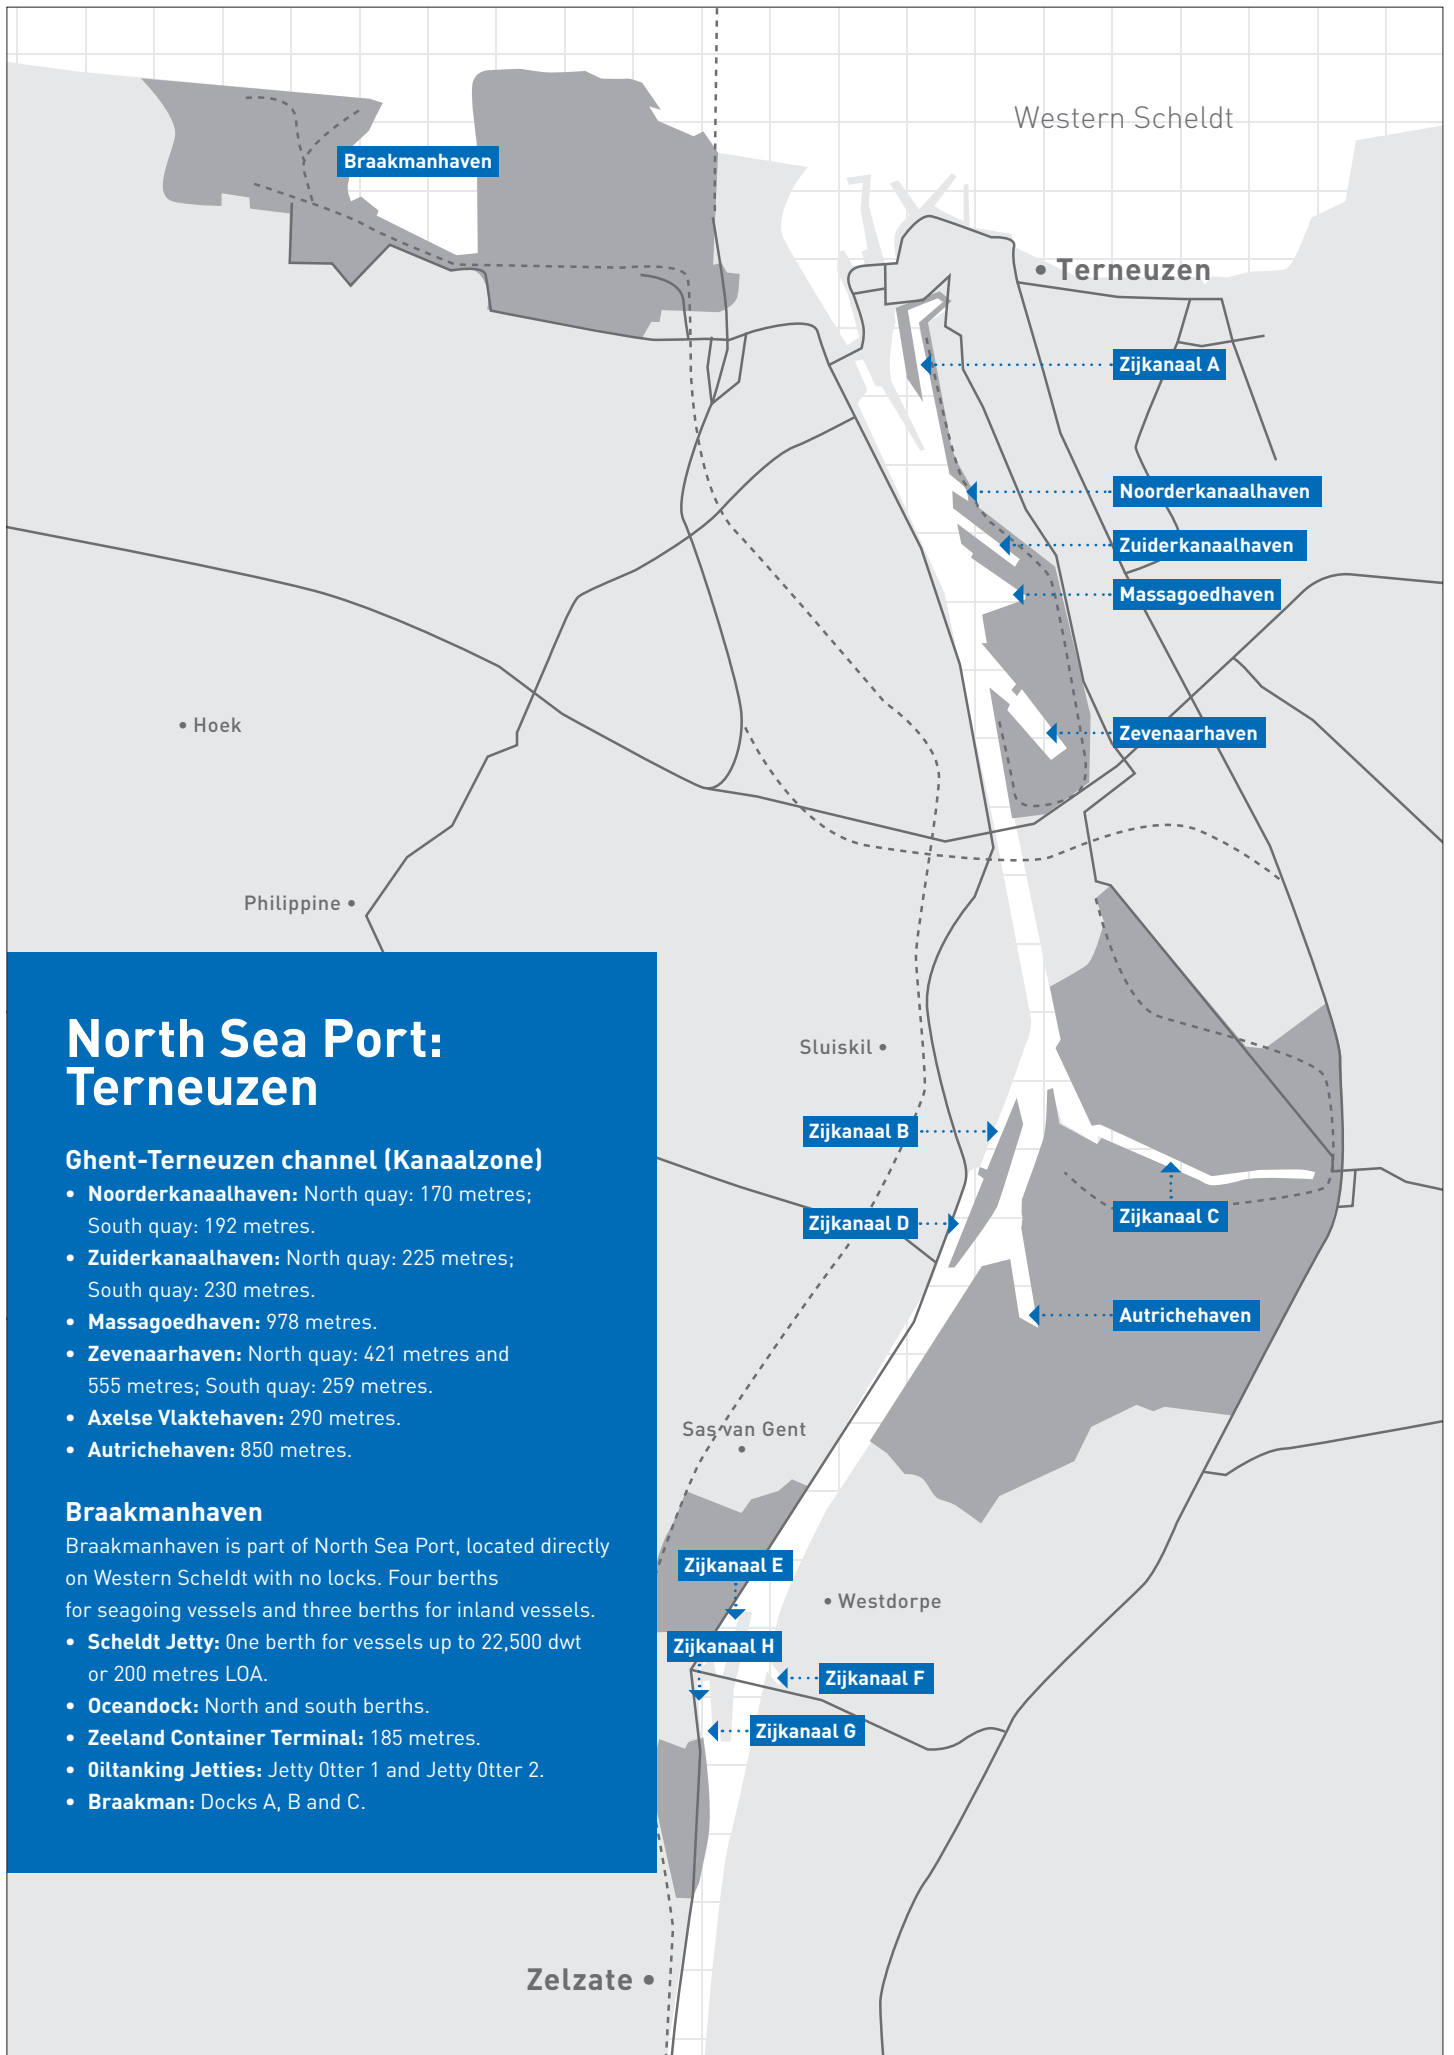 Western Scheldt
Braakmanhaven
Terneuzen
Zijkanaal A
Noorderkanaalhaven
Zuiderkanaalhaven
Massagoedhaven
Hoek
Zevenaarhaven
Philippine
Sluiskil
Zijkanaal B
Zijkanaal D
Zijkanaal C
Autrichehaven
Sas van Gent
Zijkanaal E
Westdorpe
Zijkanaal H
Zijkanaal F
Zijkanaal G
Zelzate
North Sea Port:
Terneuzen
Ghent-Terneuzen channel (Kanaalzone)
• Noorderkanaalhaven: North quay: 170 metres;
South quay: 192 metres.
• Zuiderkanaalhaven: North quay: 225 metres;
South quay: 230 metres.
• Massagoedhaven: 978 metres.
• Zevenaarhaven: North quay: 421 metres and
555 metres; South quay: 259 metres.
• Axelse Vlaktehaven: 290 metres.
• Autrichehaven: 850 metres.
Braakmanhaven
Braakmanhaven is part of North Sea Port, located directly
on Western Scheldt with no locks. Four berths
for seagoing vessels and three berths for inland vessels.
• Scheldt Jetty: One berth for vessels up to 22,500 dwt
or 200 metres LOA.
• Oceandock: North and south berths.
• Zeeland Container Terminal: 185 metres.
• Oiltanking Jetties: Jetty Otter 1 and Jetty Otter 2.
• Braakman: Docks A, B and C.